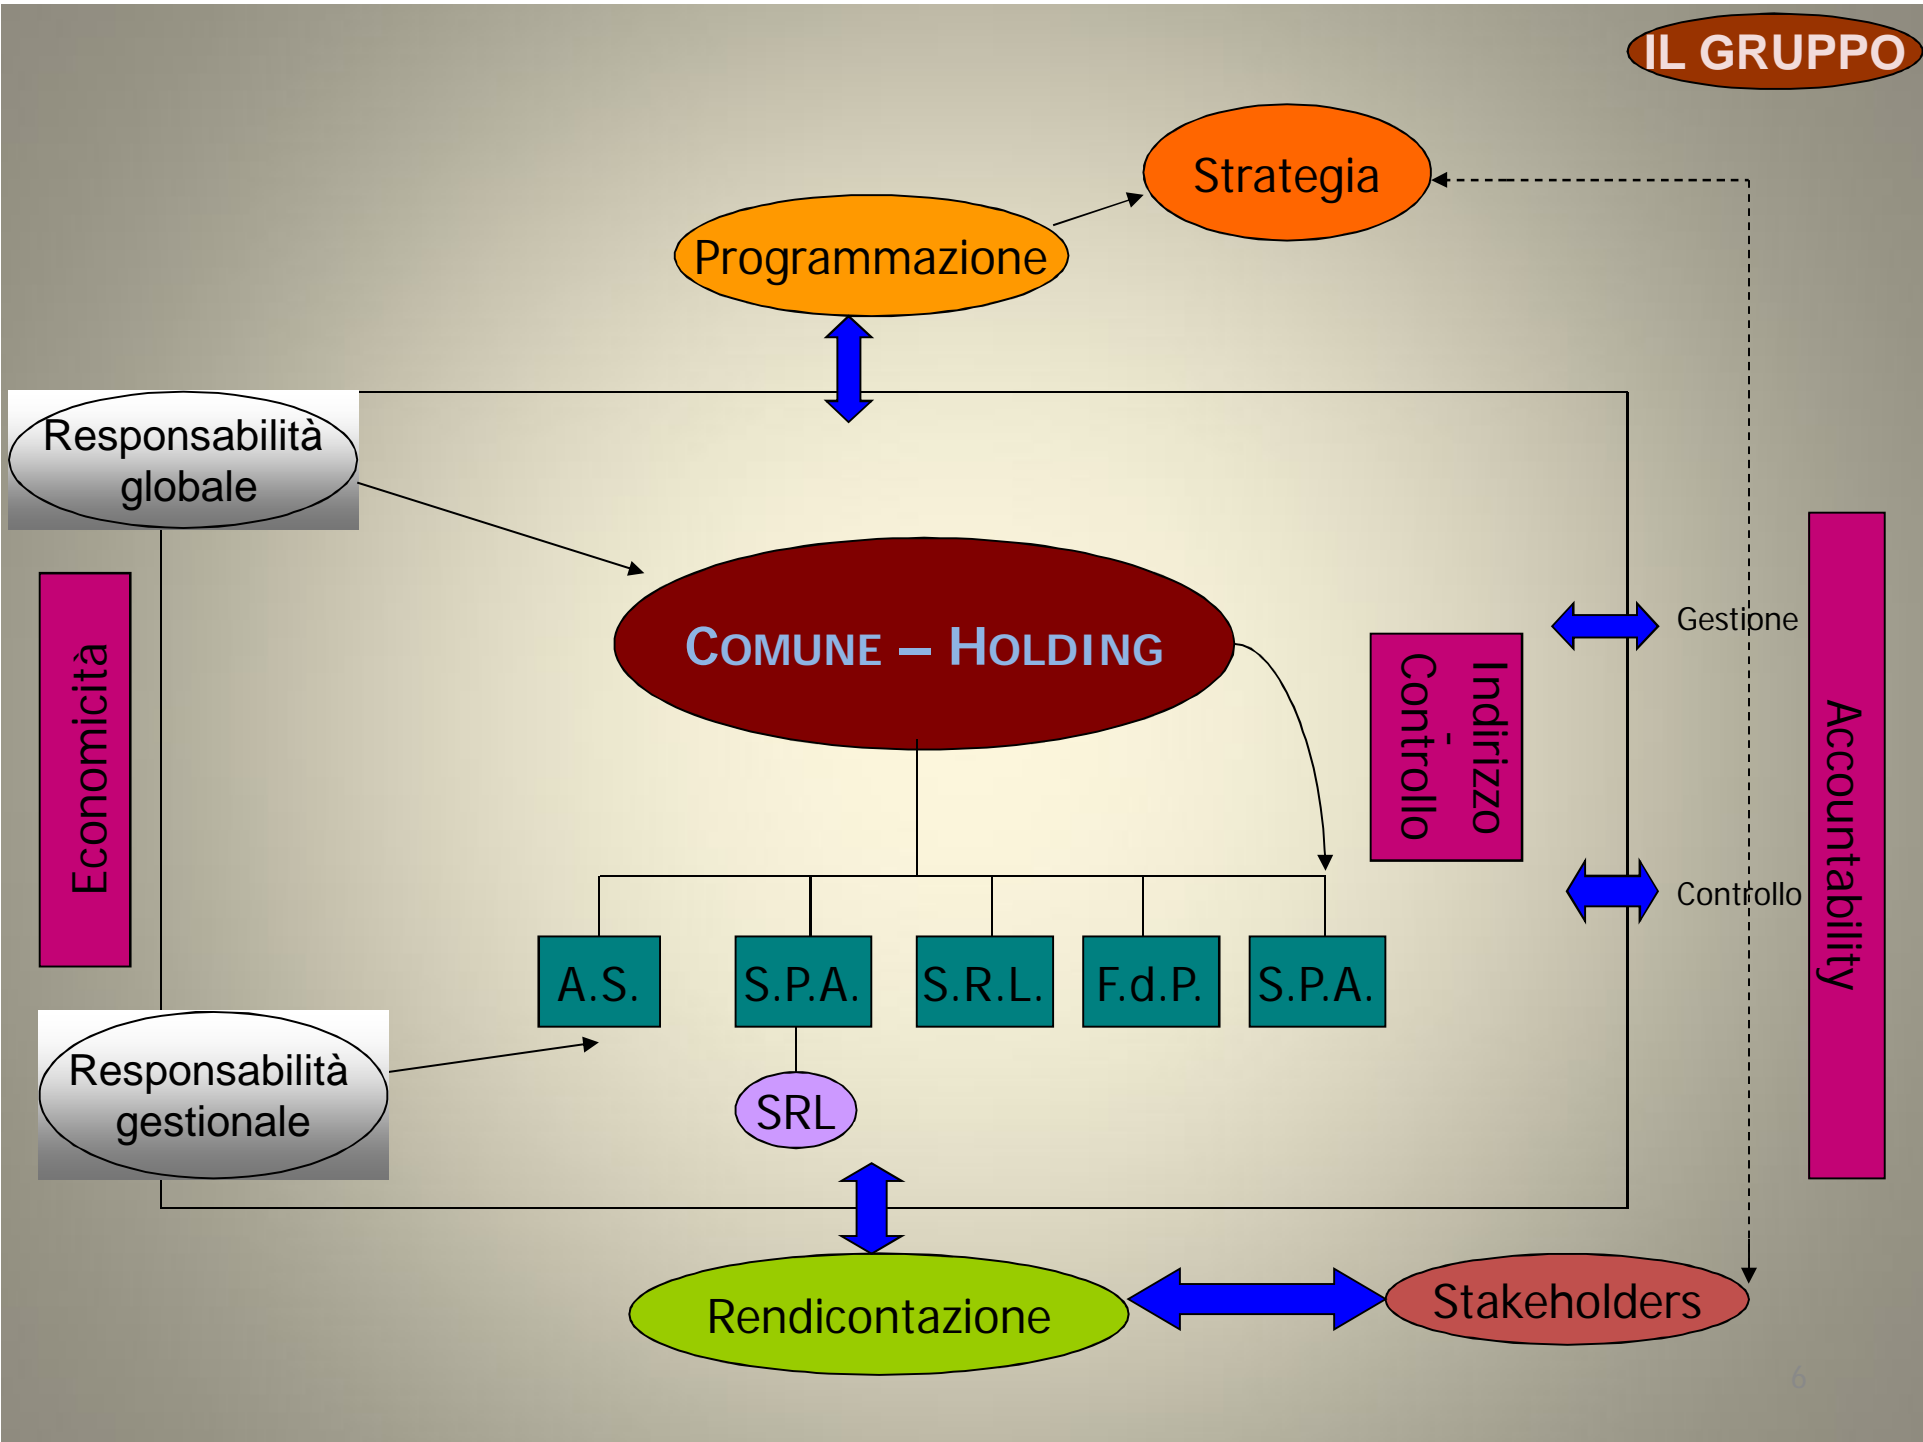 IL GRUPPO
Strategia
Programmazione
Responsabilità
globale
COMUNE – HOLDING
Gestione
Indirizzo
-
Controllo
Economicità
Accountability
Controllo
A.S.
S.P.A.
S.R.L.
F.d.P.
S.P.A.
Responsabilità
gestionale
SRL
Rendicontazione
Stakeholders
6